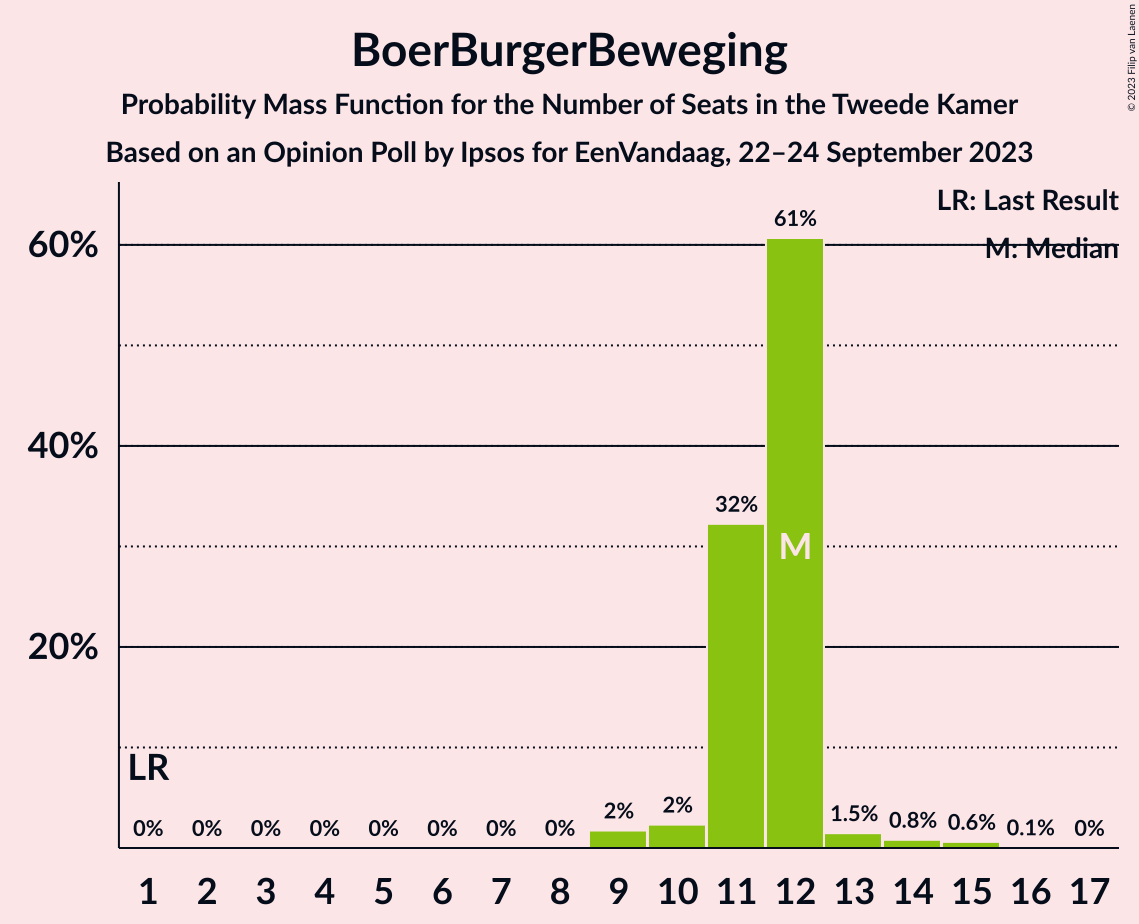 BoerBurgerBeweging
Probability Mass Function for the Number of Seats in the Tweede Kamer
Based on an Opinion Poll by Ipsos for EenVandaag, 22–24 September 2023
© 2023 Filip van Laenen
LR: Last Result
M: Median
60%
40%
20%
61%
32%
M
LR
0% 0% 0% 0% 0% 0% 0% 0% 2% 2% 1.5% 0.8% 0.6% 0.1% 0%
1 2 3 4 5 6 7 8 9 10 11 12 13 14 15 16 17